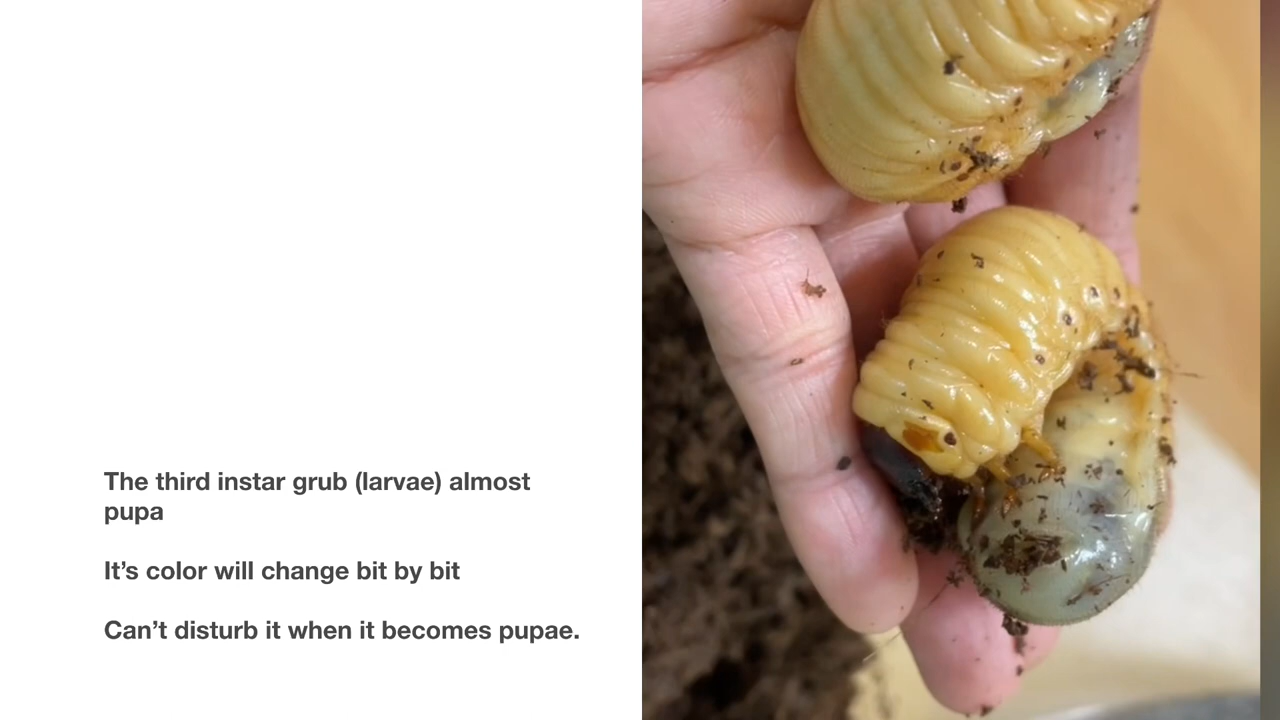 The third instar grub (larvae) almost
pupa
It’s color will change bit by bit
Can’t disturb it when it becomes pupae.